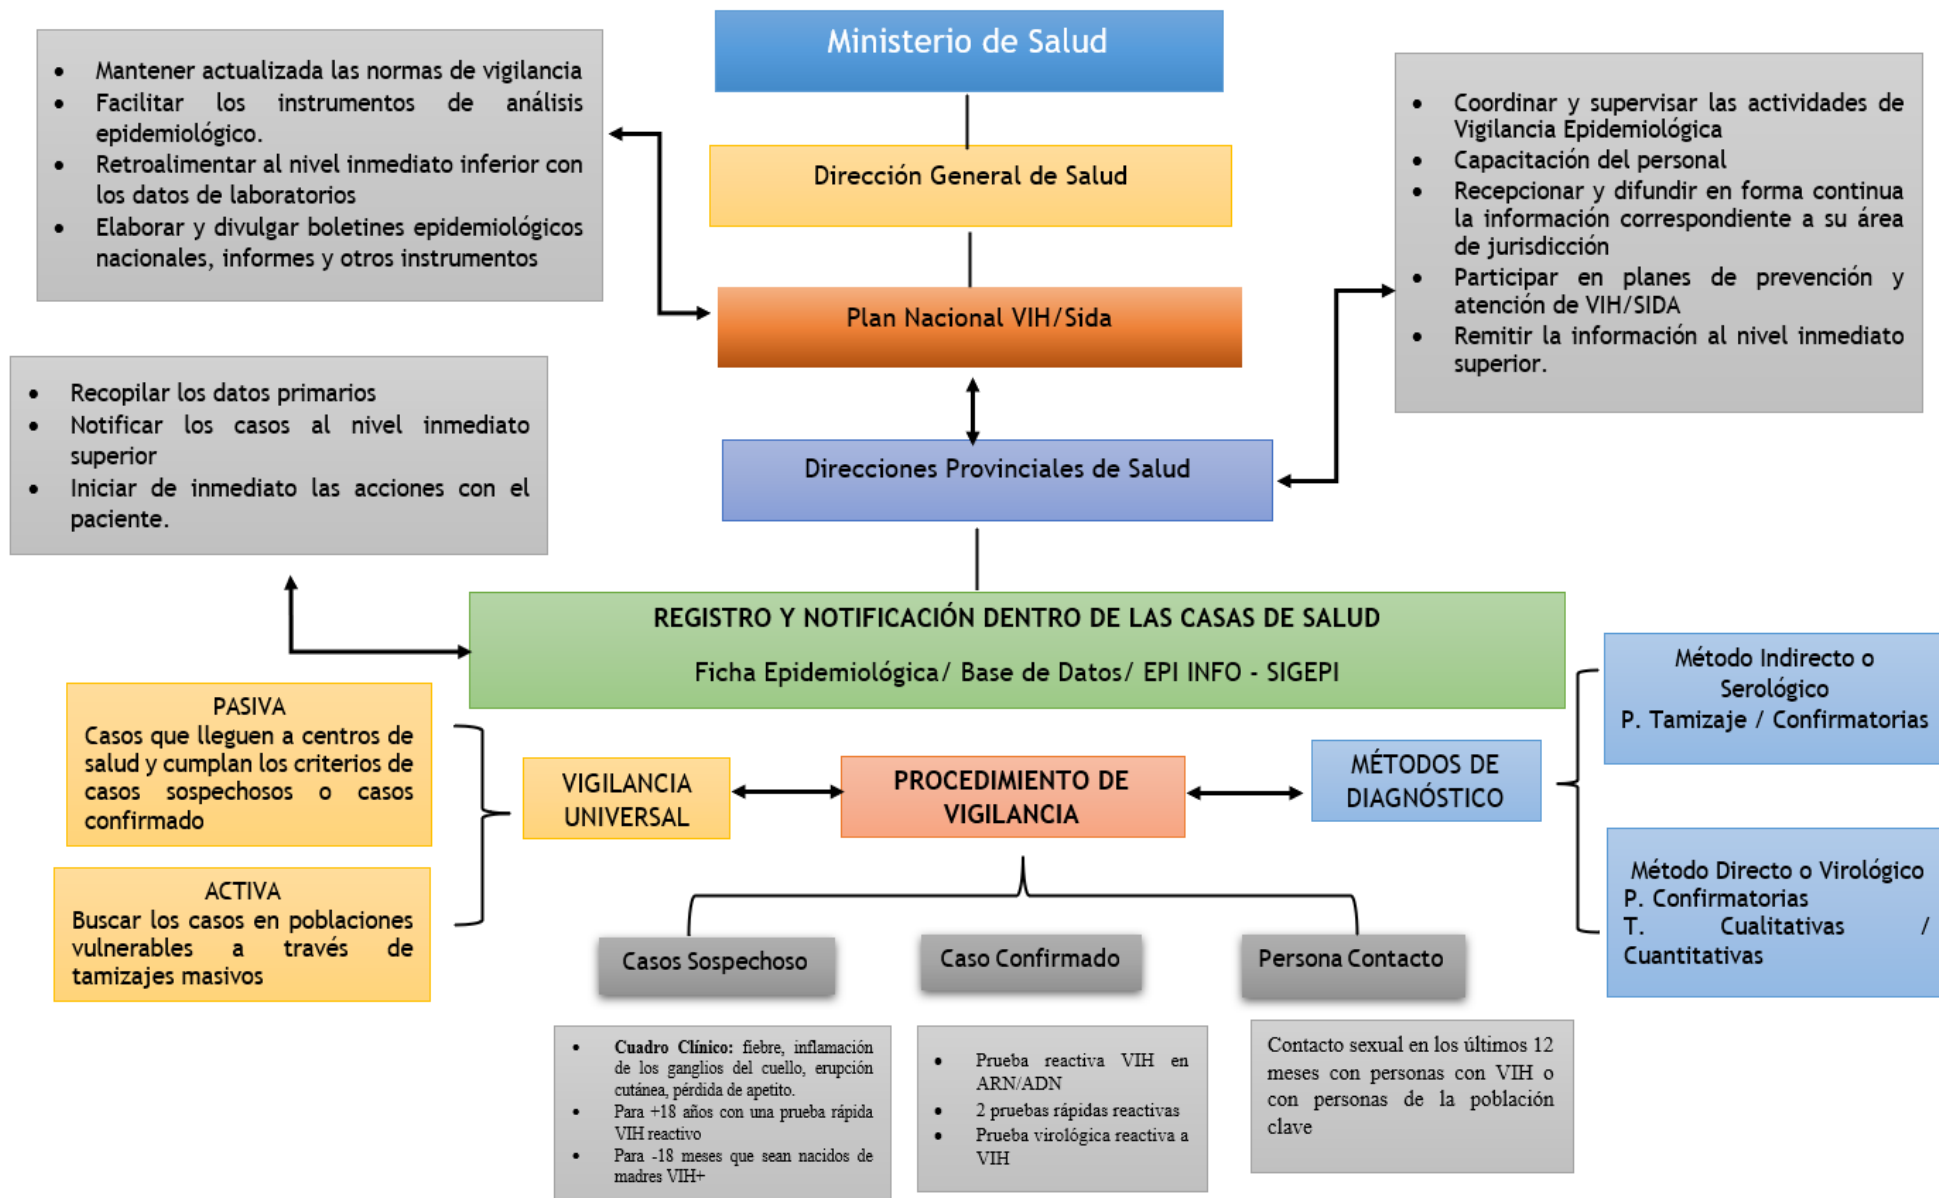 Ministerio de Salud
• Mantener actualizada las normas de vigilancia
• Facilitar los instrumentos de análisis
epidemiológico.
• Retroalimentar al nivel inmediato inferior con
los datos de laboratorios
• Elaborar y divulgar boletines epidemiológicos
nacionales, informes y otros instrumentos
Dirección General de Salud
• Coordinar y supervisar las actividades de
Vigilancia Epidemiológica
• Capacitación del personal
• Recepcionar y difundir en forma continua
la información correspondiente a su área
de jurisdicción
• Participar en planes de prevención y
atención de VIH/SIDA
• Remitir la información al nivel inmediato
superior.
Plan Nacional VIH/Sida
• Recopilar los datos primarios
• Notificar los casos al nivel inmediato
superior
• Iniciar de inmediato las acciones con el
paciente.
Direcciones Provinciales de Salud
REGISTRO Y NOTIFICACIÓN DENTRO DE LAS CASAS DE SALUD
Ficha Epidemiológica/ Base de Datos/ EPI INFO - SIGEPI
PASIVA
Casos que lleguen a centros de
salud y cumplan los criterios de
casos sospechosos o casos
confirmado
ACTIVA
Buscar los casos en poblaciones
vulnerables a través de
tamizajes masivos
VIGILANCIA
UNIVERSAL
PROCEDIMIENTO DE
VIGILANCIA
MÉTODOS DE
DIAGNÓSTICO
Método Indirecto o
Serológico
P. Tamizaje / Confirmatorias
Método Directo o Virológico
P. Confirmatorias
T. Cualitativas /
Cuantitativas
Casos Sospechoso
Caso Confirmado
Persona Contacto
• Cuadro Clínico: fiebre, inflamación
de los ganglios del cuello, erupción
cutánea, pérdida de apetito.
• Para +18 años con una prueba rápida
VIH reactivo
• Para -18 meses que sean nacidos de
madres VIH+
• Prueba reactiva VIH en
ARN/ADN
• 2 pruebas rápidas reactivas
• Prueba virológica reactiva a
VIH
Contacto sexual en los últimos 12
meses con personas con VIH o
con personas de la población
clave